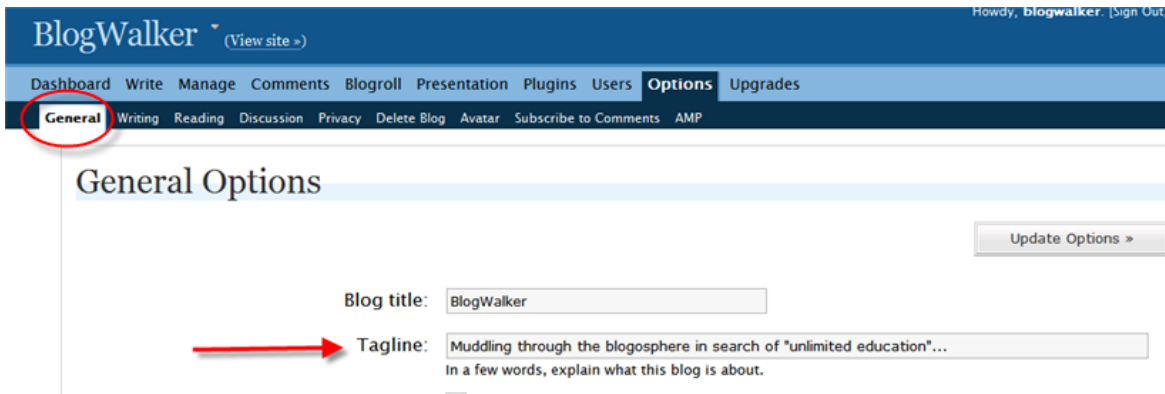 Howdy, blogwalker. [Sign Out
BlogWalker (View site »)
Dashboard Write Manage Comments Blogroll Presentation Plugins Users Options Upgrades
General Writing Reading Discussion Privacy Delete Blog Avatar Subscribe to Comments AMP
General Options
Update Options »
Blog title: BlogWalker
Tagline: Muddling through the blogosphere in search of "unlimited education"...
In a few words, explain what this blog is about.